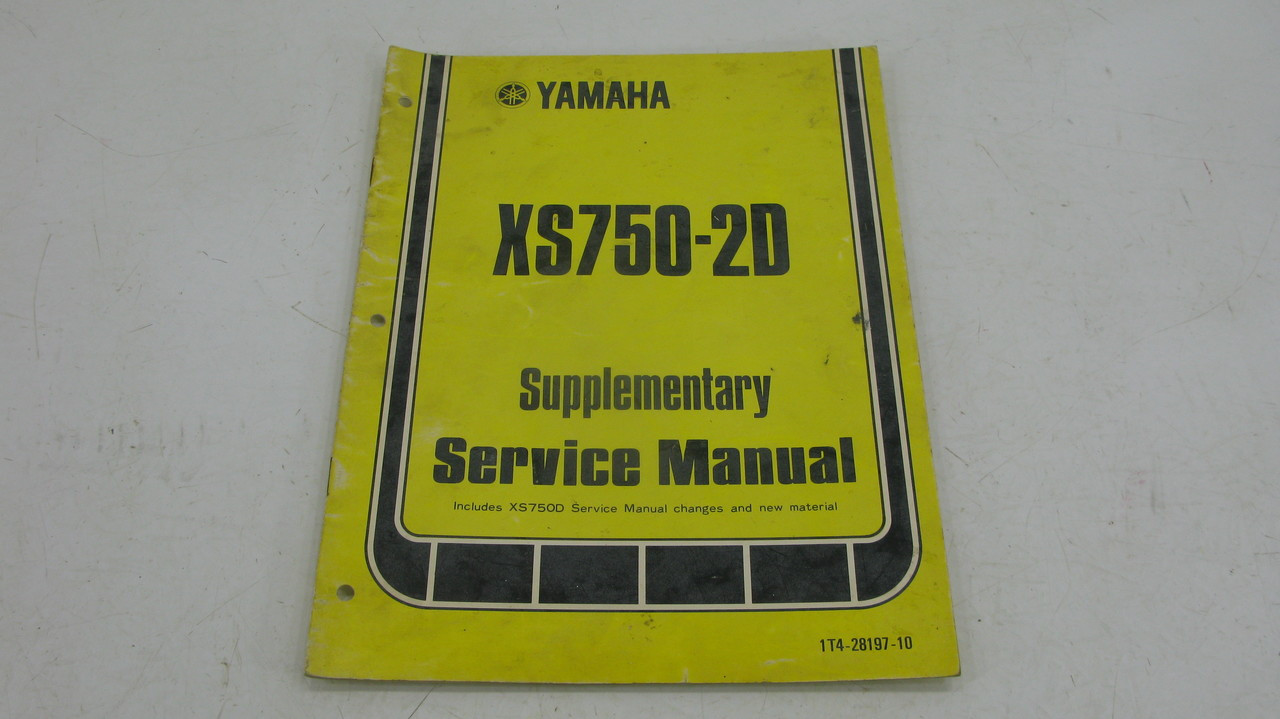 YAMAHA
XS750-2D
Supplementary
Service Manual
Includes XS750D Service Manual changes and new material
1T4-28197-10